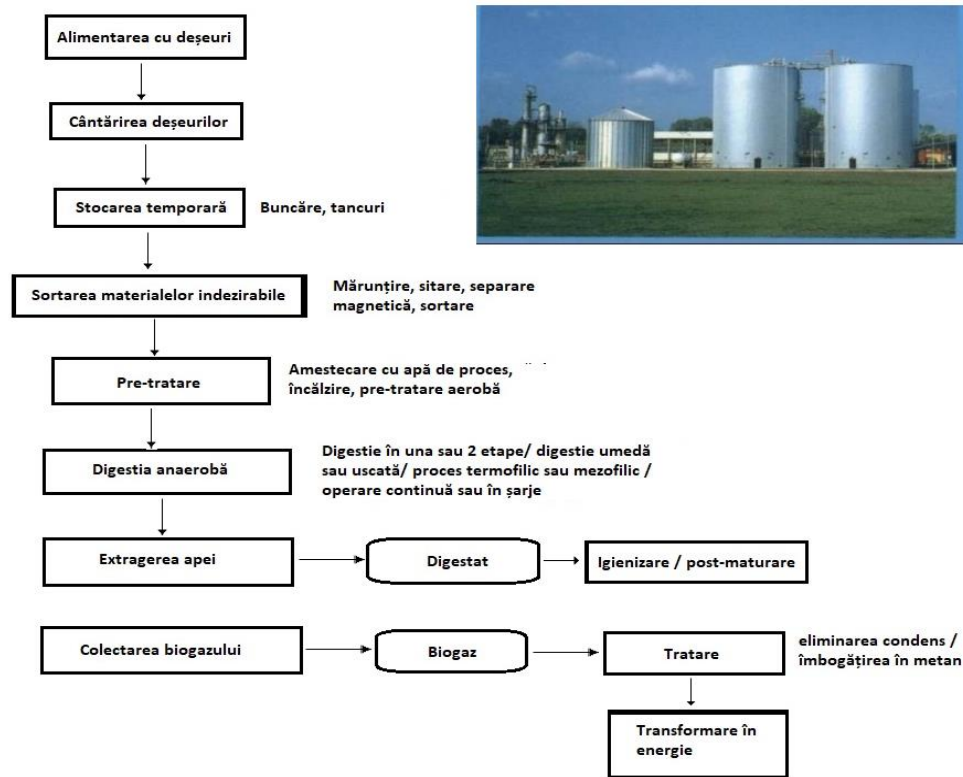 Alimentarea cu deșeuri
Cântărirea deșeurilor
Stocarea temporară
Buncăre, tancuri
Sortarea materialelor indezirabile
Mărunțire, sitare, separare
magnetică, sortare
Pre-tratare
Amestecare cu apă de proces,
încălzire, pre-tratare aerobă
Digestia anaerobă
Digestie în una sau 2 etape/ digestie umedă
sau uscată/ proces termofilic sau mezofilic /
operare continuă sau în șarje
Extragerea apei
Digestat
Igienizare / post-maturare
Colectarea biogazului
Biogaz
Tratare
eliminarea condens /
îmbogățirea în metan
Transformare în
energie